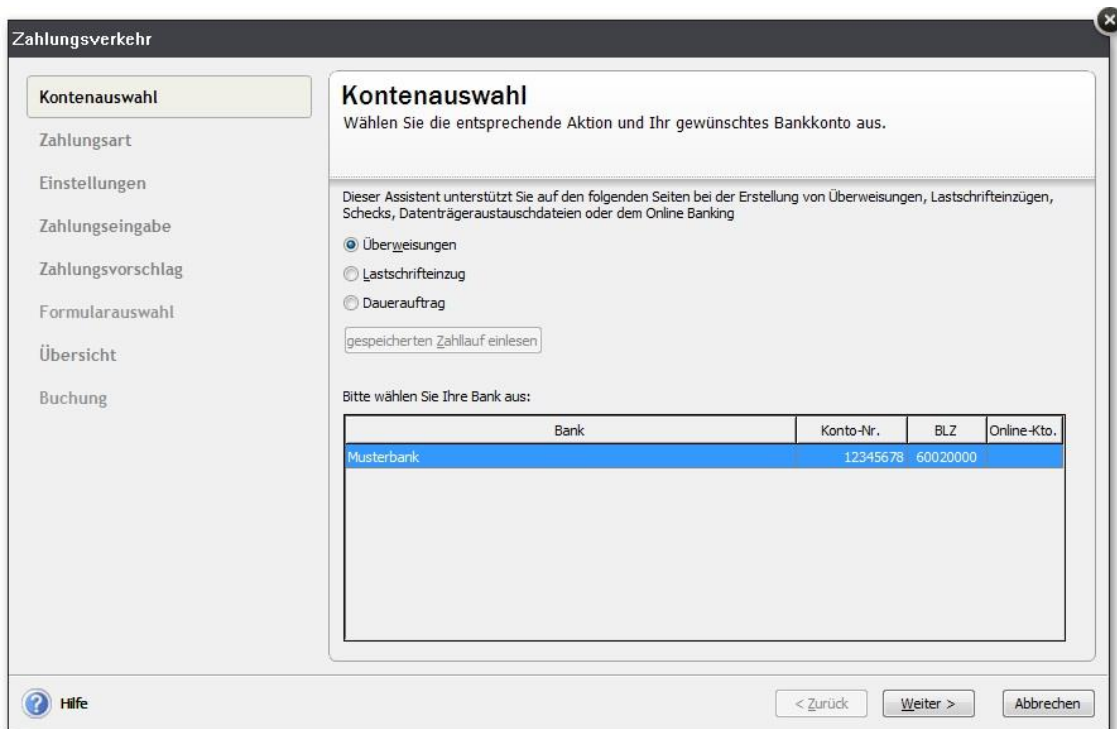 Zahlungsverkehr
Kontenauswahl
Zahlungsart
Einstellungen
Zahlungseingabe
Zahlungsvorschlag
Formularauswahl
Übersicht
Buchung
Kontenauswahl
Wählen Sie die entsprechende Aktion und Ihr gewünschtes Bankkonto aus.
Dieser Assistent unterstützt Sie auf den folgenden Seiten bei der Erstellung von Überweisungen, Lastschrifteinzügen,
Schecks, Datenträgeraustauschdateien oder dem Online Banking
Überweisungen
Lastschrifteinzug
Dauerauftrag
gespeicherten Zahllauf einlesen
Bitte wählen Sie Ihre Bank aus:
Bank Konto-Nr. BLZ Online-Kto.
Musterbank 12345678 60020000
Hilfe
< Zurück Weiter > Abbrechen